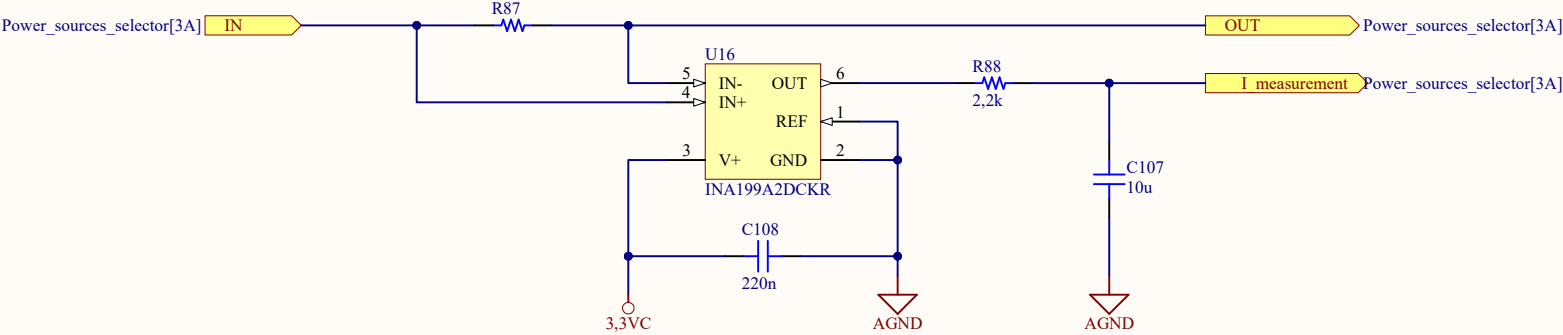 R87
Power_sources_selector[3A]
IN
OUT
Power_sources_selector[3A]
U16
5
IN-
OUT
6
R88
2,2k
I_measurement
Power_sources_selector[3A]
4
IN+
REF
1
3
V+
GND
2
INA199A2DCKR
C107
10u
C108
220n
3,3VC
AGND
AGND